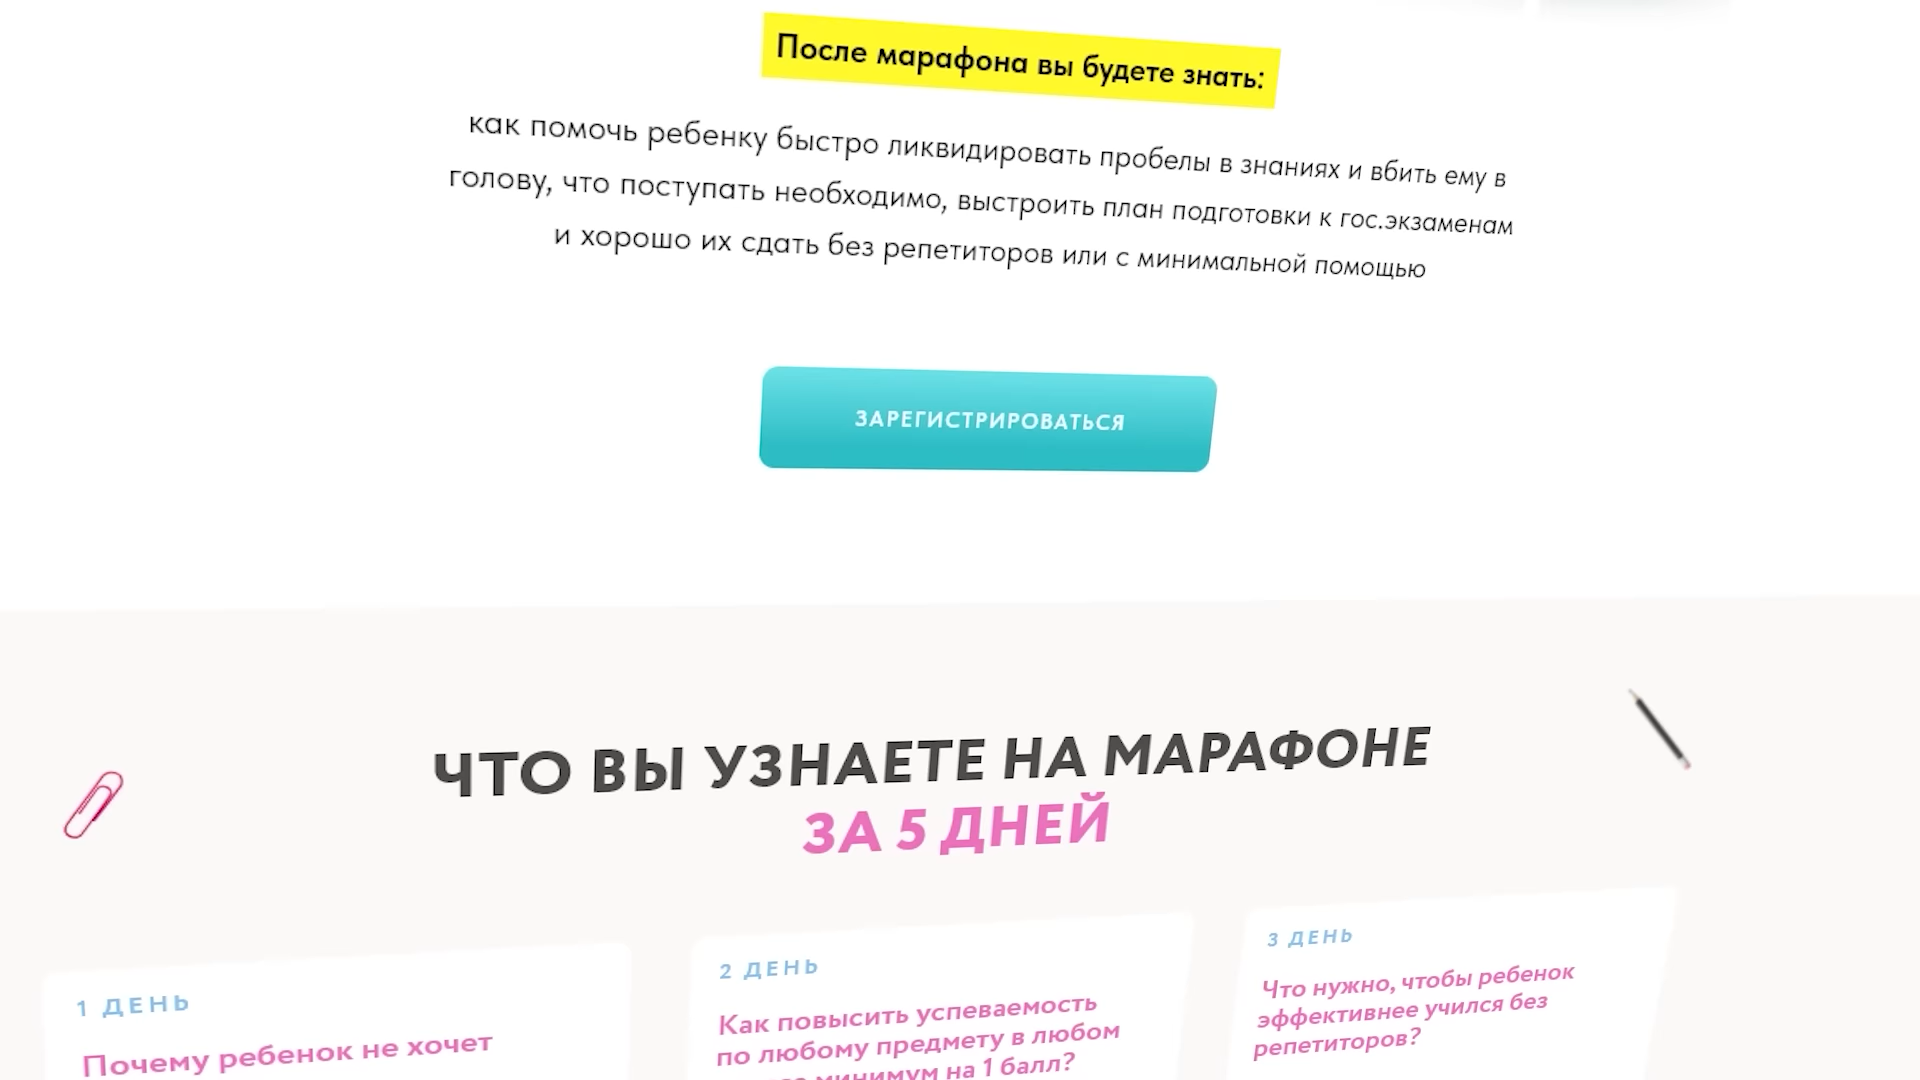 После марафона вы будете знать:
как помочь ребенку быстро ликвидировать пробелы в знаниях и вбить ему в
голову, что поступать необходимо, выстроить план подготовки к гос.экзаменам
и хорошо их сдать без репетиторов или с минимальной помощью
ЗАРЕГИСТРИРОВАТЬСЯ
ЧТО ВЫ УЗНАЕТЕ НА МАРАФОНЕ
ЗА 5 ДНЕЙ
1 ДЕНЬ
Почему ребенок не хочет
2 ДЕНЬ
Как повысить успеваемость
по любому предмету в любом
минимум на 1 балл?
3 ДЕНЬ
Что нужно, чтобы ребенок
эффективнее учился без
репетиторов?